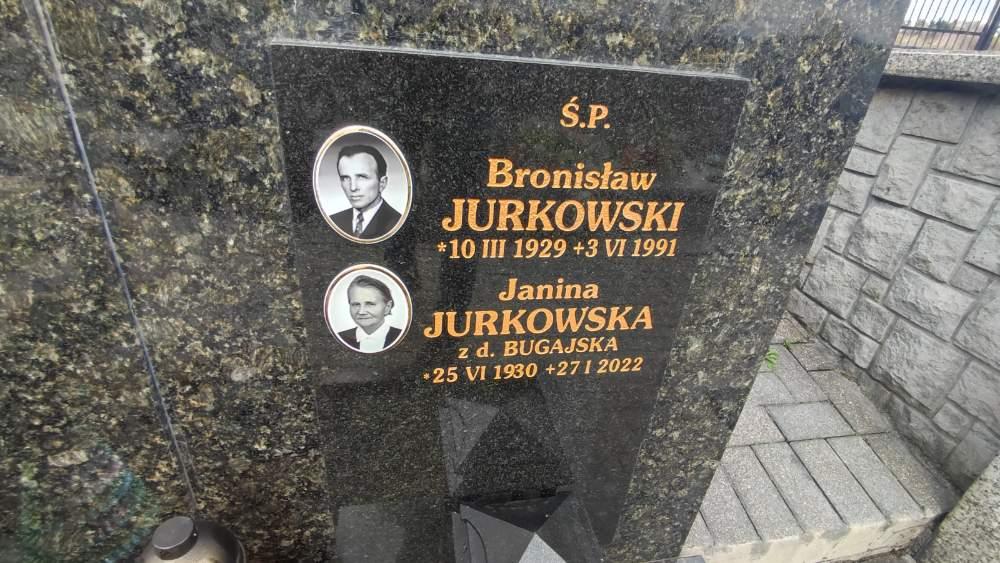 Ś.P.
Bronisław
JURKOWSKI
*10 III 1929 +3 VI 1991
Janina
JURKOWSKA
z d. BUGAJSKA
*25 VI 1930 +27 I 2022